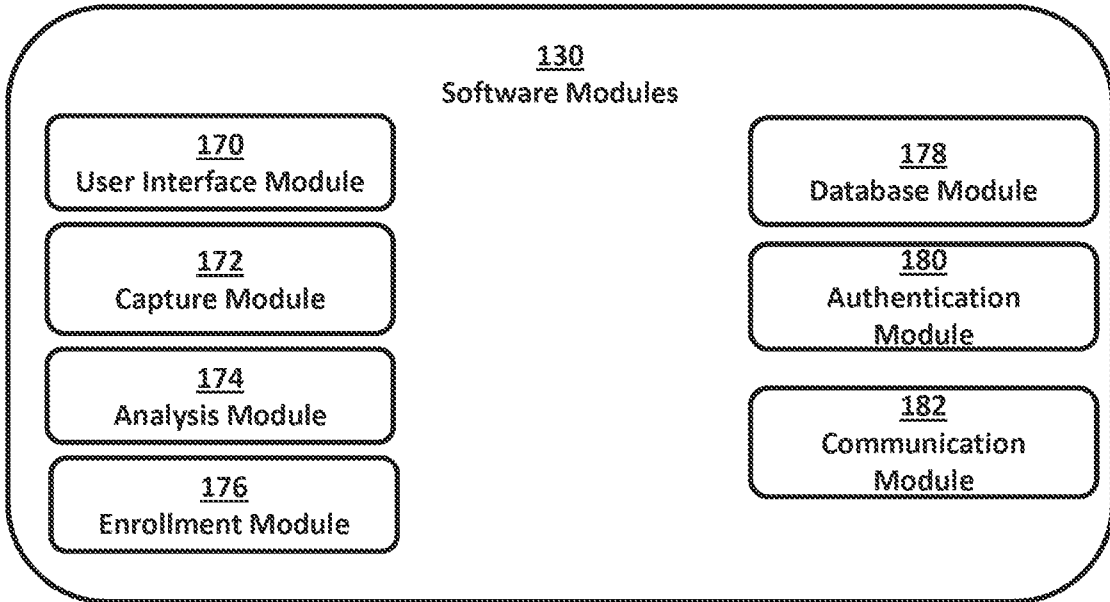 130
Software Modules
170
User Interface Module
172
Capture Module
174
Analysis Module
176
Enrollment Module
178
Database Module
180
Authentication
Module
182
Communication
Module